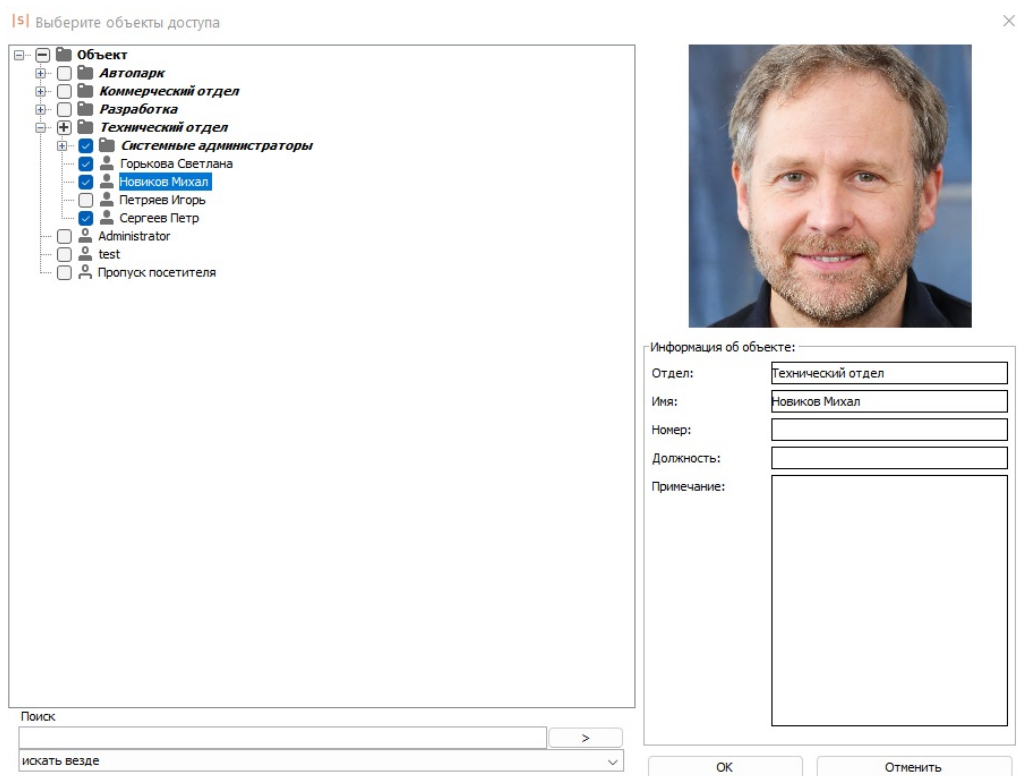 |s| Выберите объекты доступа
Объект
Автопарк
Коммерческий отдел
Разработка
Технический отдел
Системные администраторы
Горькова Светлана
Новиков Михал
Петряев Игорь
Сергеев Петр
Administrator
test
Пропуск посетителя
Информация об объекте:
Отдел: Технический отдел
Имя: Новиков Михал
Номер:
Должность:
Примечание:
Поиск
>
искать везде
OK Отменить